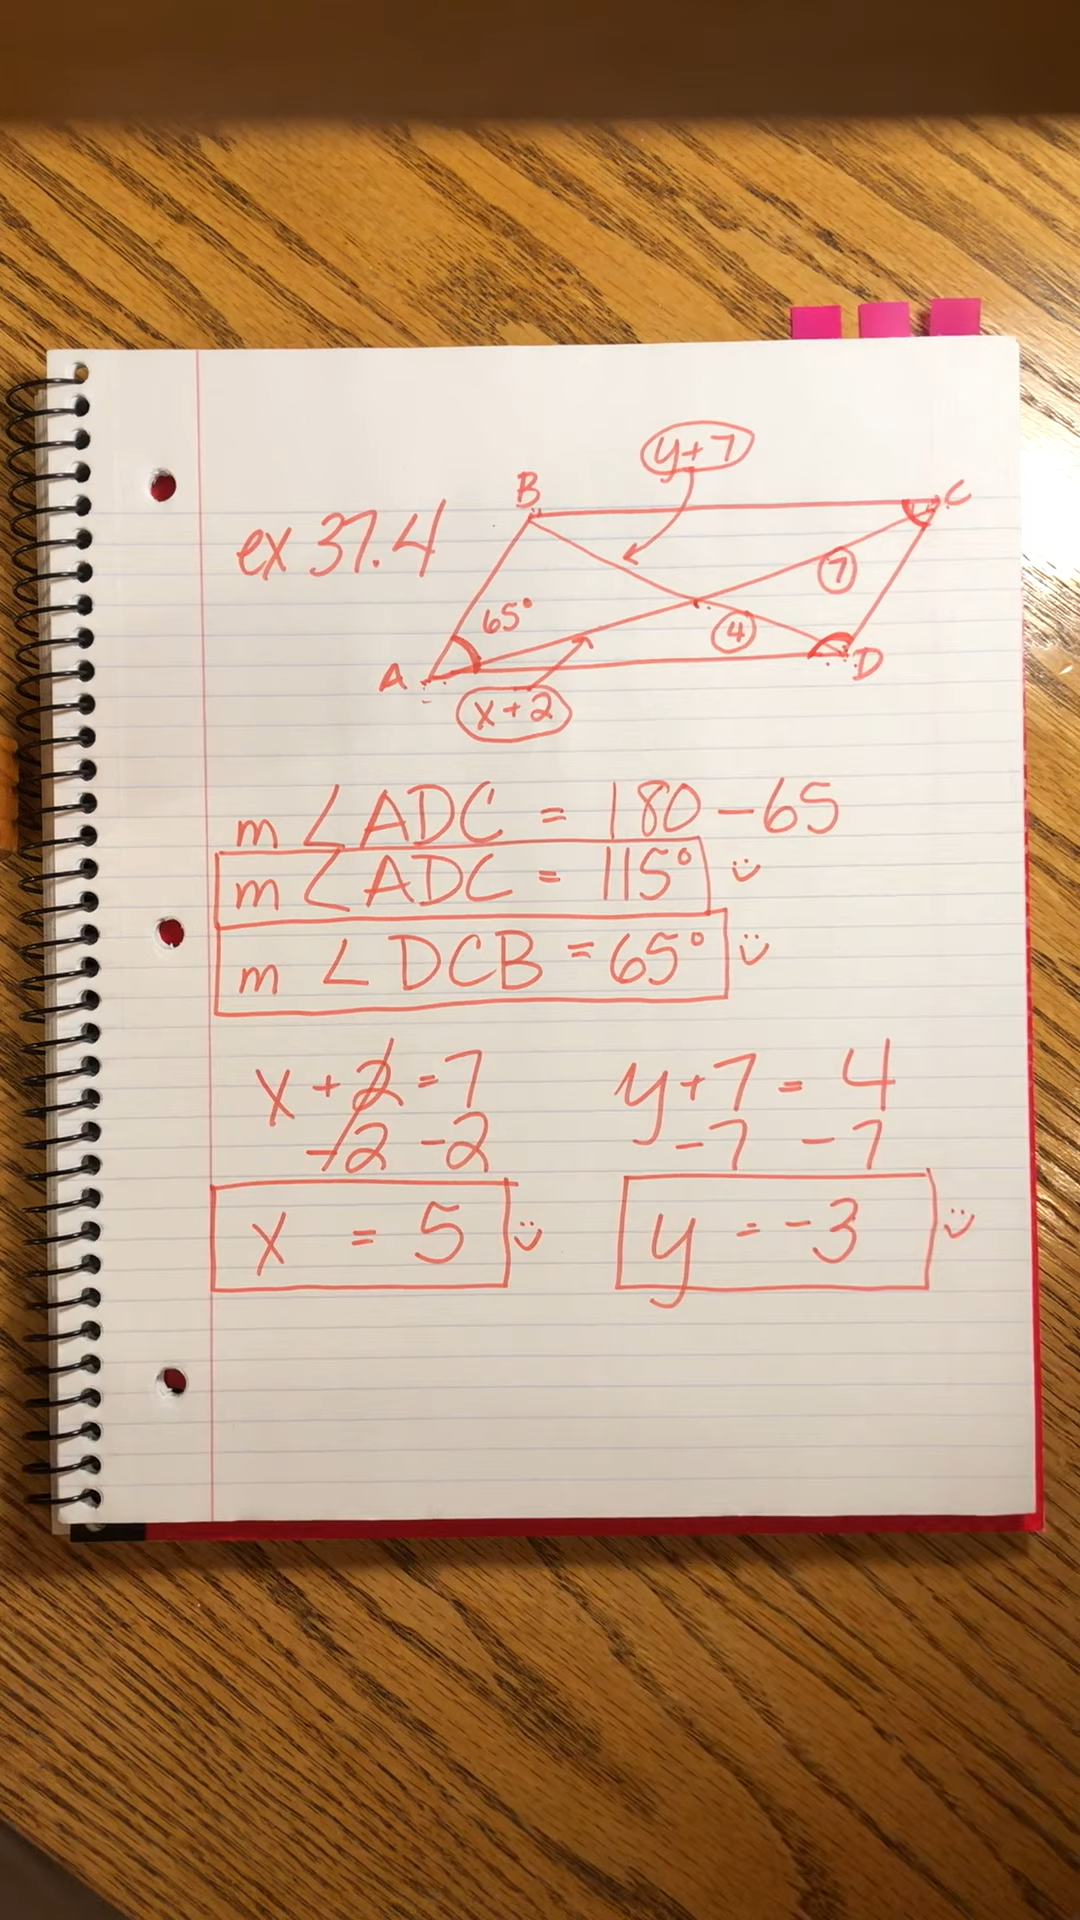 y+7
B
C
ex 37.4
7
65°
4
A
D
x+2
m ∠ADC = 180-65
m ∠ADC = 115° :)
m ∠DCB = 65° :)
x+2=7 y+7=4
-2 -2 -7 -7
x = 5 :) y = -3 :)